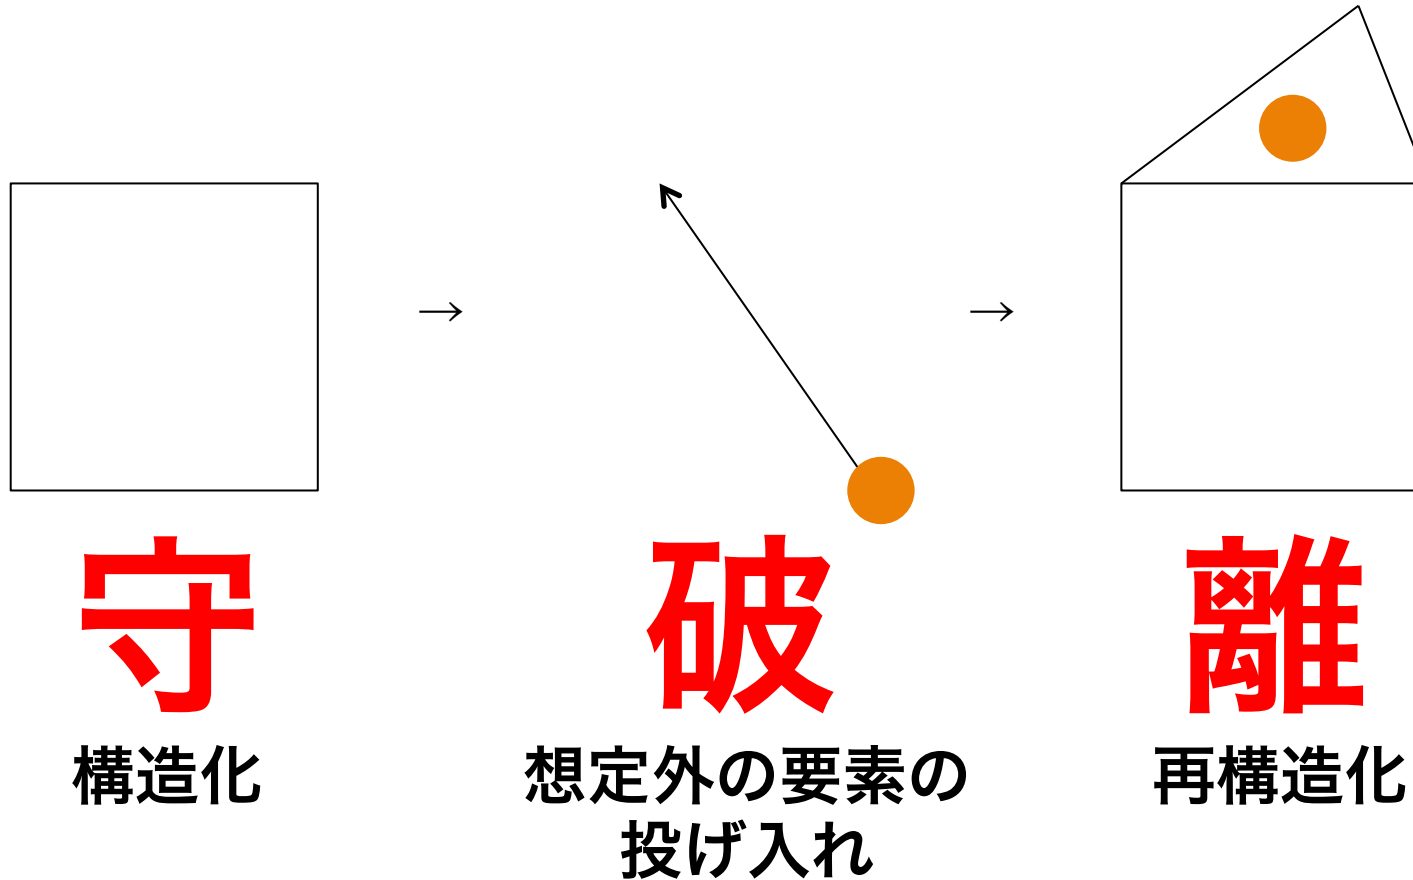 守
構造化
→
破
想定外の要素の
投げ入れ
→
離
再構造化